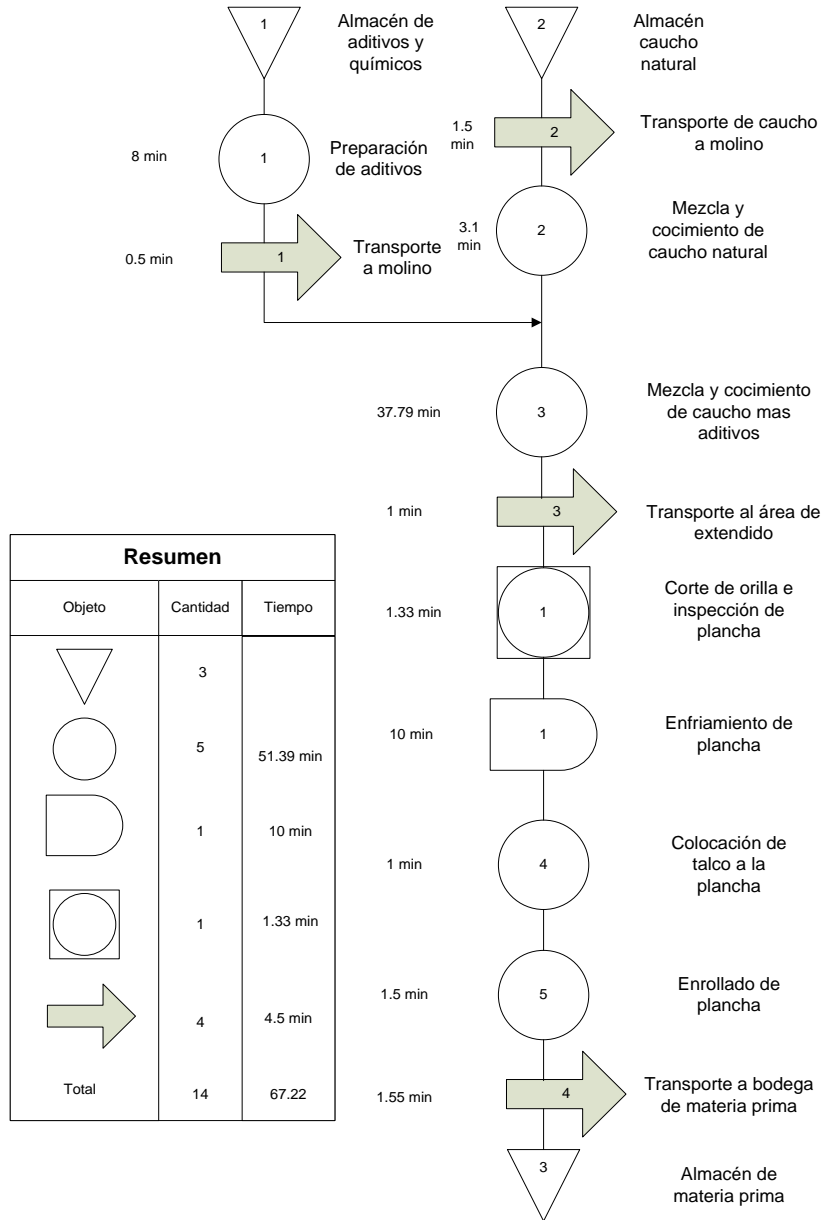 1
Almacén de
aditivos y
químicos
2
Almacén
caucho
natural
8 min
1
Preparación
de aditivos
1.5
min
2
Transporte de caucho
a molino
0.5 min
1
Transporte
a molino
3.1
min
2
Mezcla y
cocimiento de
caucho natural
37.79 min
3
Mezcla y cocimiento
de caucho mas
aditivos
1 min
3
Transporte al área de
extendido
1.33 min
1
Corte de orilla e
inspección de
plancha
10 min
1
Enfriamiento de
plancha
1 min
4
Colocación de
talco a la
plancha
1.5 min
5
Enrollado de
plancha
1.55 min
4
Transporte a bodega
de materia prima
3
Almacén de
materia prima
Resumen
Objeto Cantidad Tiempo
3
5 51.39 min
1 10 min
1 1.33 min
4 4.5 min
Total 14 67.22